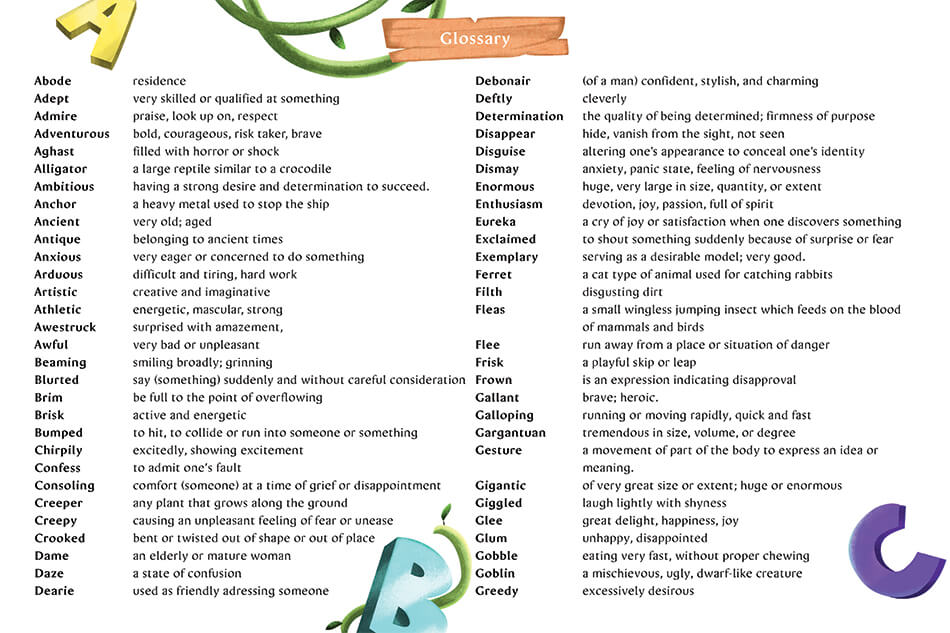 A
Glossary
Abode residence
Adept very skilled or qualified at something
Admire praise, look up on, respect
Adventurous bold, courageous, risk taker, brave
Aghast filled with horror or shock
Alligator a large reptile similar to a crocodile
Ambitious having a strong desire and determination to succeed.
Anchor a heavy metal used to stop the ship
Ancient very old; aged
Antique belonging to ancient times
Anxious very eager or concerned to do something
Arduous difficult and tiring, hard work
Artistic creative and imaginative
Athletic energetic, mascular, strong
Awestruck surprised with amazement,
Awful very bad or unpleasant
Beaming smiling broadly; grinning
Blurted say (something) suddenly and without careful consideration
Brim be full to the point of overflowing
Brisk active and energetic
Bumped to hit, to collide or run into someone or something
Chirpily excitedly, showing excitement
Confess to admit one's fault
Consoling comfort (someone) at a time of grief or disappointment
Creeper any plant that grows along the ground
Creepy causing an unpleasant feeling of fear or unease
Crooked bent or twisted out of shape or out of place
Dame an elderly or mature woman
Daze a state of confusion
Dearie used as friendly adressing someone
B
Debonair (of a man) confident, stylish, and charming
Deftly cleverly
Determination the quality of being determined; firmness of purpose
Disappear hide, vanish from the sight, not seen
Disguise altering one's appearance to conceal one's identity
Dismay anxiety, panic state, feeling of nervousness
Enormous huge, very large in size, quantity, or extent
Enthusiasm devotion, joy, passion, full of spirit
Eureka a cry of joy or satisfaction when one discovers something
Exclaimed to shout something suddenly because of surprise or fear
Exemplary serving as a desirable model; very good.
Ferret a cat type of animal used for catching rabbits
Filth disgusting dirt
Fleas a small wingless jumping insect which feeds on the blood
of mammals and birds
Flee run away from a place or situation of danger
Frisk a playful skip or leap
Frown is an expression indicating disapproval
Gallant brave; heroic.
Galloping running or moving rapidly, quick and fast
Gargantuan tremendous in size, volume, or degree
Gesture a movement of part of the body to express an idea or
meaning.
Gigantic of very great size or extent; huge or enormous
Giggled laugh lightly with shyness
Glee great delight, happiness, joy
Glum unhappy, disappointed
Gobble eating very fast, without proper chewing
Goblin a mischievous, ugly, dwarf-like creature
Greedy excessively desirous
C